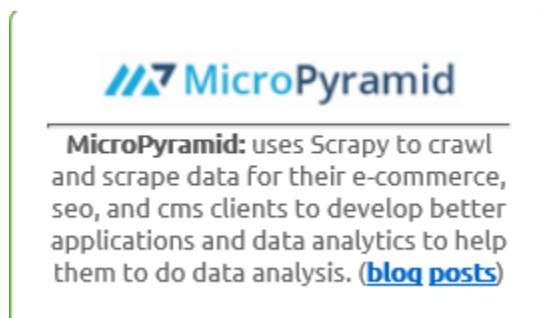 MicroPyramid
MicroPyramid: uses Scrapy to crawl
and scrape data for their e-commerce,
seo, and cms clients to develop better
applications and data analytics to help
them to do data analysis. (blog posts)